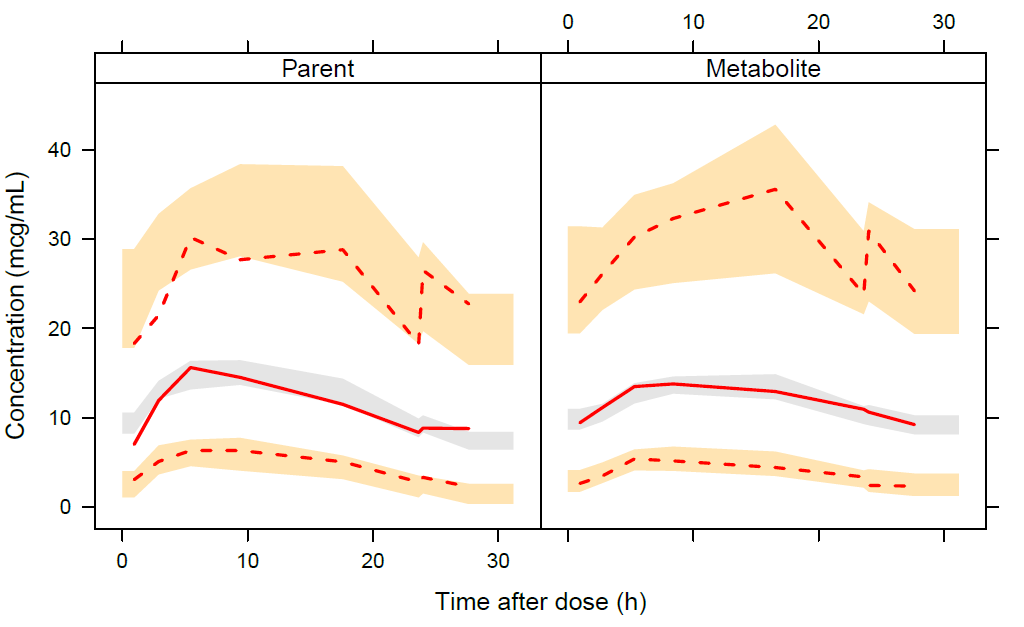 0 10 20 30
Parent Metabolite
Concentration (mcg/mL)
40
30
20
10
0
0 10 20 30
Time after dose (h)